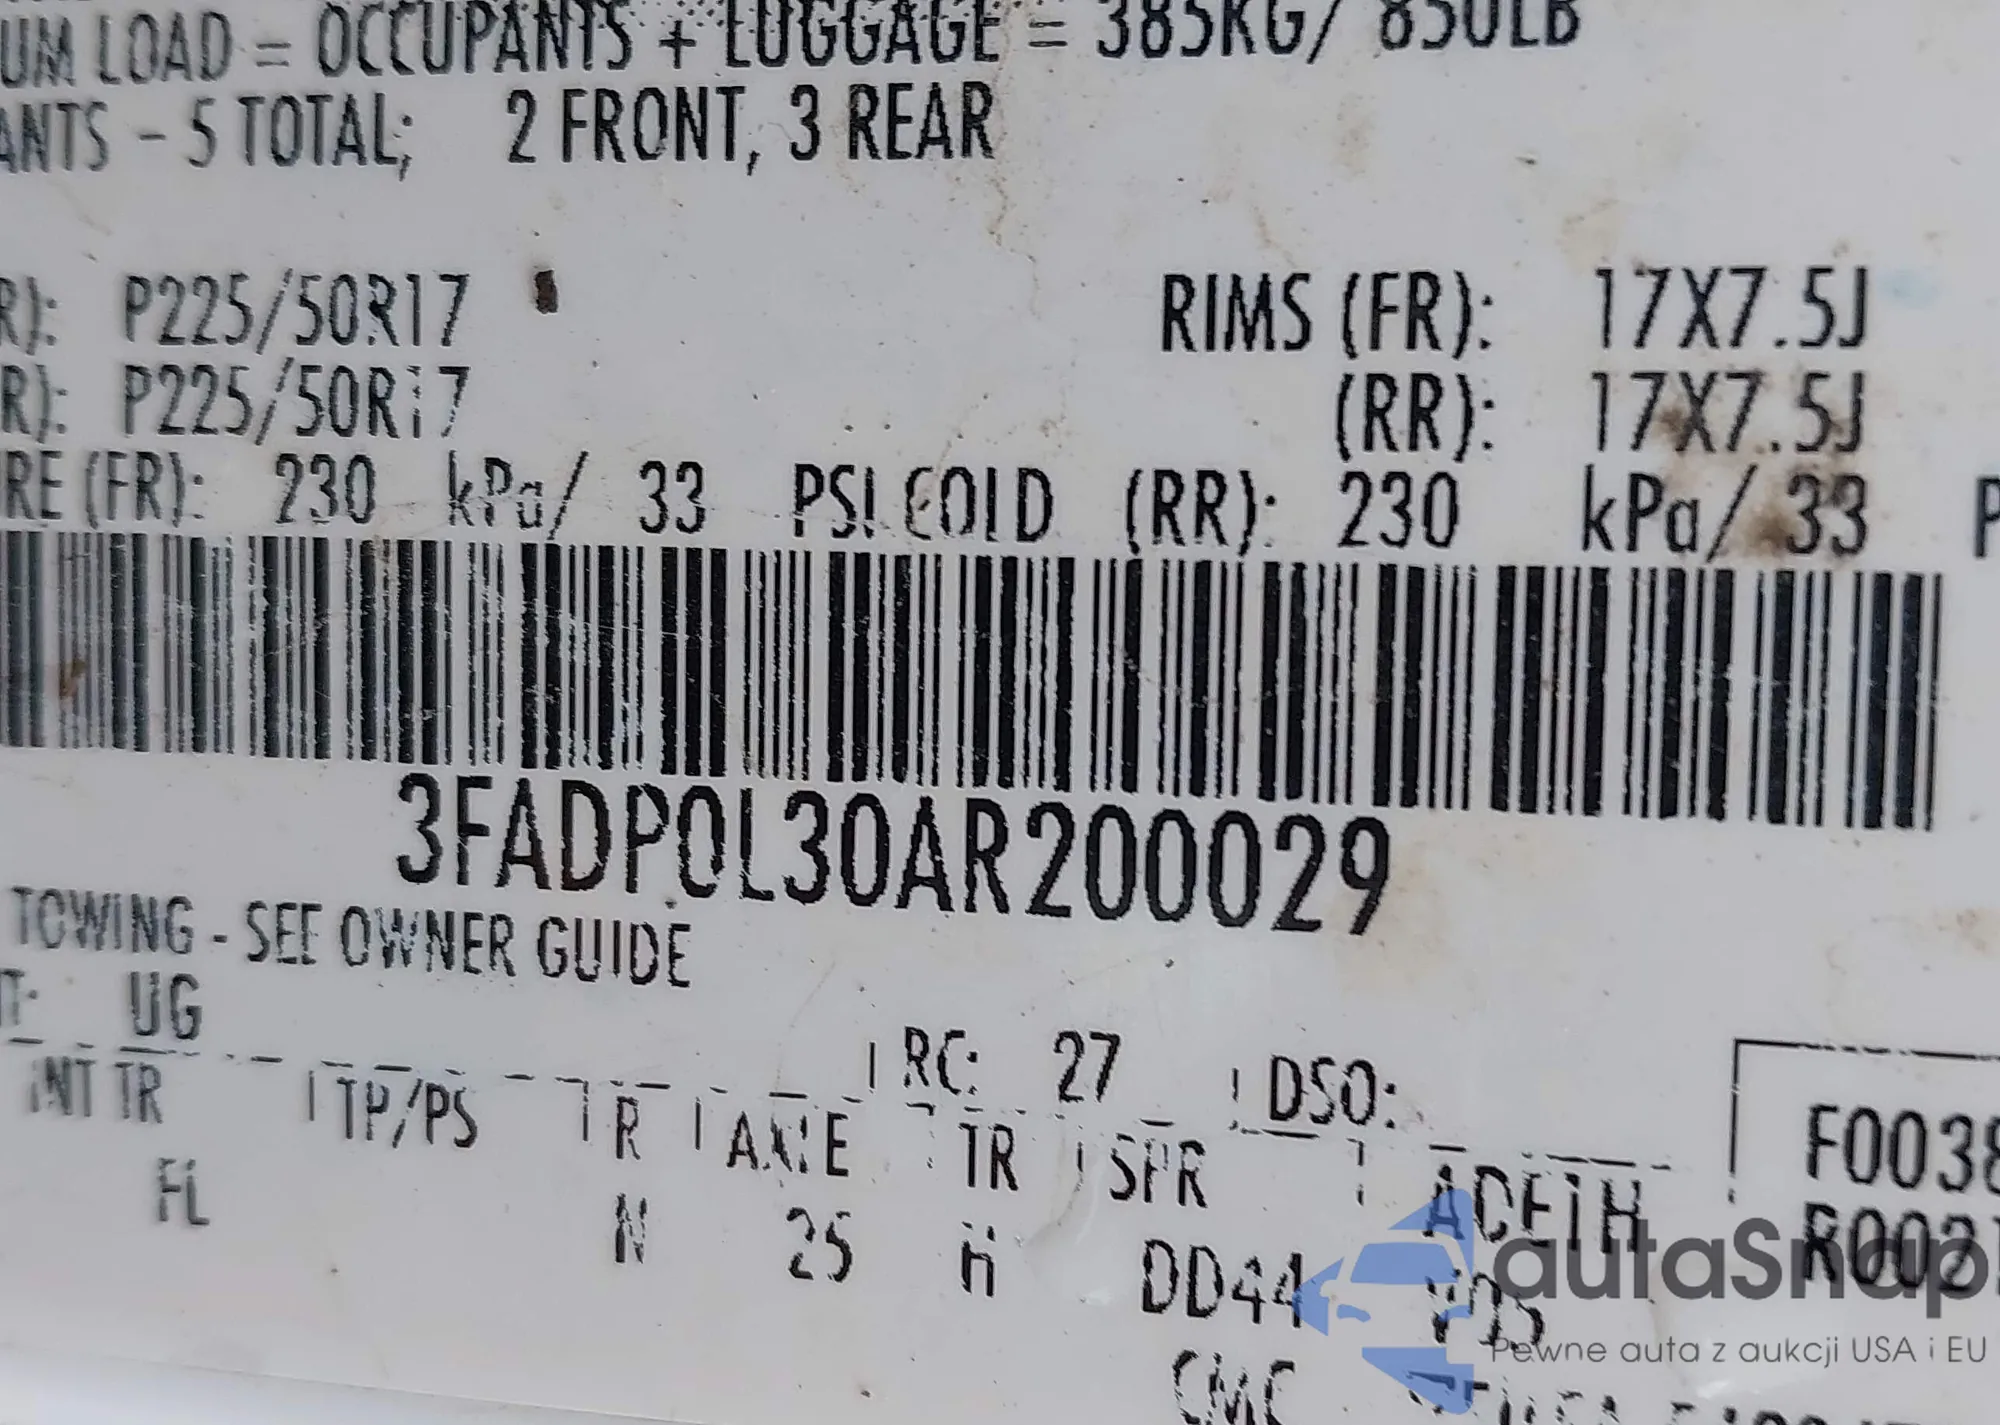 UM LOAD = OCCUPANTS + LUGGAGE = 385KG/ 850LB
ANTS - 5 TOTAL; 2 FRONT, 3 REAR
R): P225/50R17 RIMS (FR): 17X7.5J
R): P225/50R17 (RR): 17X7.5J
RE (FR): 230 kPa/ 33 PSI COLD (RR): 230 kPa/ 33 P
3FADP0L30AR200029
TOWING - SEE OWNER GUIDE
T: UG
RC: 27 DSO:
INT TR TP/PS R AXLE TR SPR
F0038
FL N 25 H DD44
R002
autaSnap
Pewne auta z aukcji USA i EU